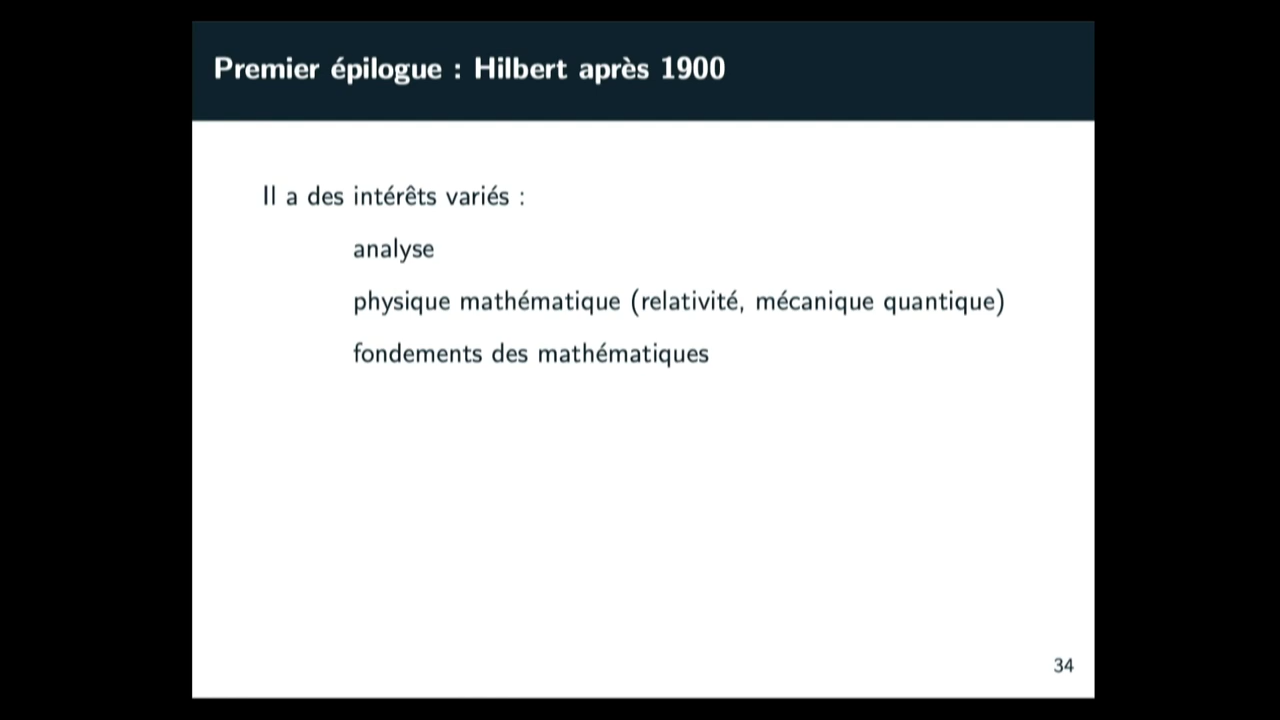 Premier épilogue : Hilbert après 1900
Il a des intérêts variés :
analyse
physique mathématique (relativité, mécanique quantique)
fondements des mathématiques
34